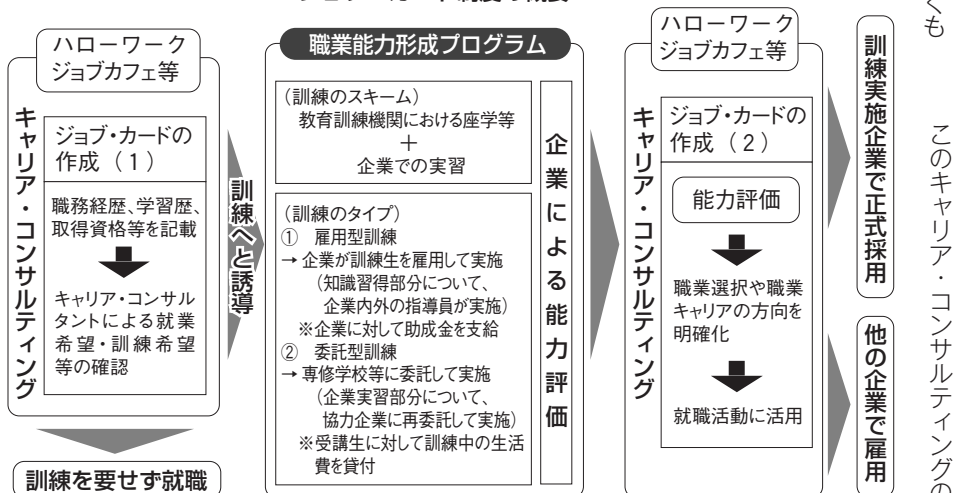 ハローワーク
ジョブカフェ等
キャリア・コンサルティング
ジョブ・カードの
作成（1）
職務経歴、学習歴、
取得資格等を記載
キャリア・コンサル
タントによる就業
希望・訓練希望
等の確認
訓練を要せず就職
訓練へと誘導
職業能力形成プログラム
（訓練のスキーム）
教育訓練機関における座学等
＋
企業での実習
（訓練のタイプ）
① 雇用型訓練
→ 企業が訓練生を雇用して実施
（知識習得部分について、
企業内外の指導員が実施）
※企業に対して助成金を支給
② 委託型訓練
→ 専修学校等に委託して実施
（企業実習部分について、
協力企業に再委託して実施）
※受講生に対して訓練中の生活
費を貸付
企業による能力評価
ハローワーク
ジョブカフェ等
キャリア・コンサルティング
ジョブ・カードの
作成（2）
能力評価
職業選択や職業
キャリアの方向を
明確化
就職活動に活用
訓練実施企業で正式採用
他の企業で雇用
くも
このキャリア・コンサルティングの